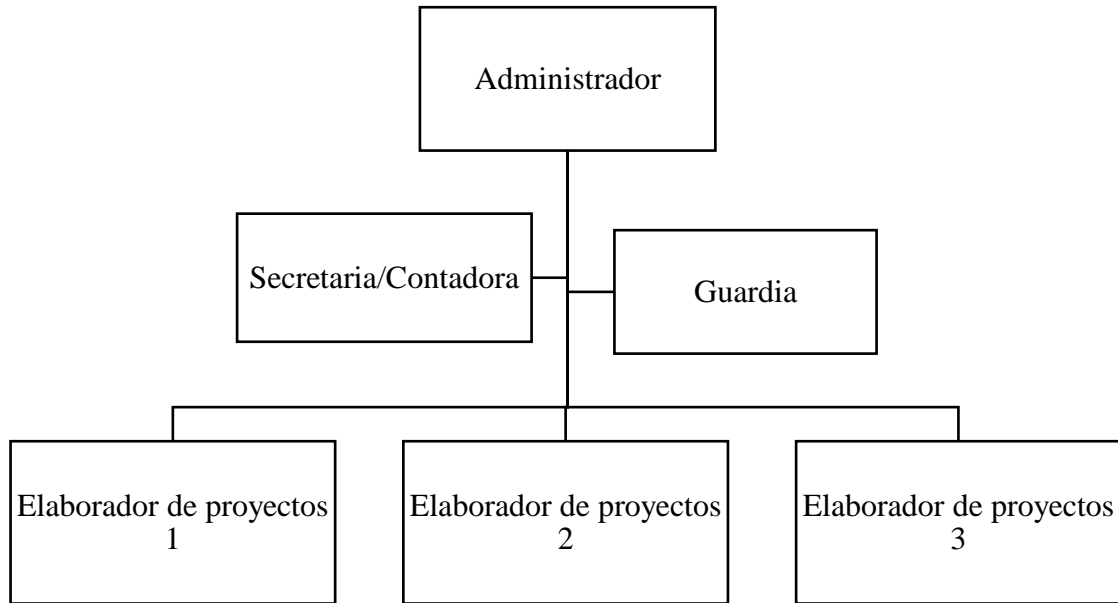 Administrador
Secretaria/Contadora
Guardia
Elaborador de proyectos
1
Elaborador de proyectos
2
Elaborador de proyectos
3